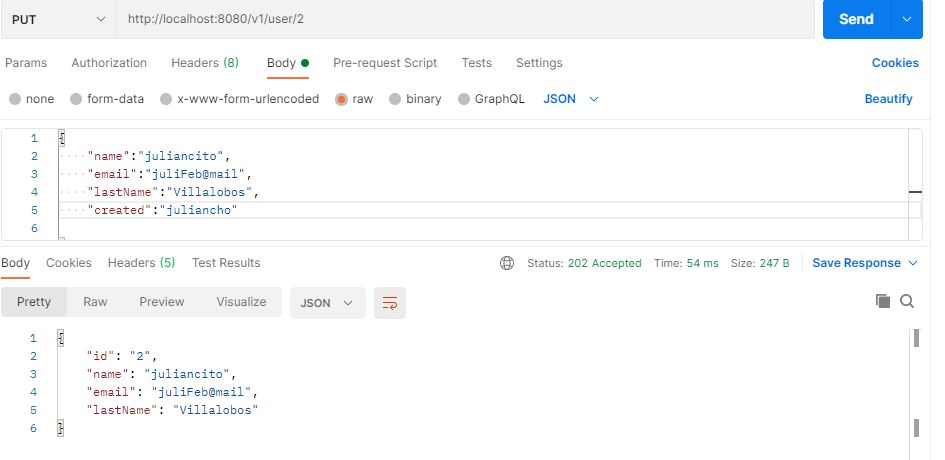 PUT http://localhost:8080/v1/user/2 Send
Params Authorization Headers (8) Body Pre-request Script Tests Settings Cookies
none form-data x-www-form-urlencoded raw binary GraphQL JSON Beautify
1 {
2 "name":"juliancito",
3 "email":"juliFeb@mail",
4 "lastName":"Villalobos",
5 "created":"juliancho"
6
Body Cookies Headers (5) Test Results Status: 202 Accepted Time: 54 ms Size: 247 B Save Response
Pretty Raw Preview Visualize JSON
1 {
2 "id": "2",
3 "name": "juliancito",
4 "email": "juliFeb@mail",
5 "lastName": "Villalobos"
6 }